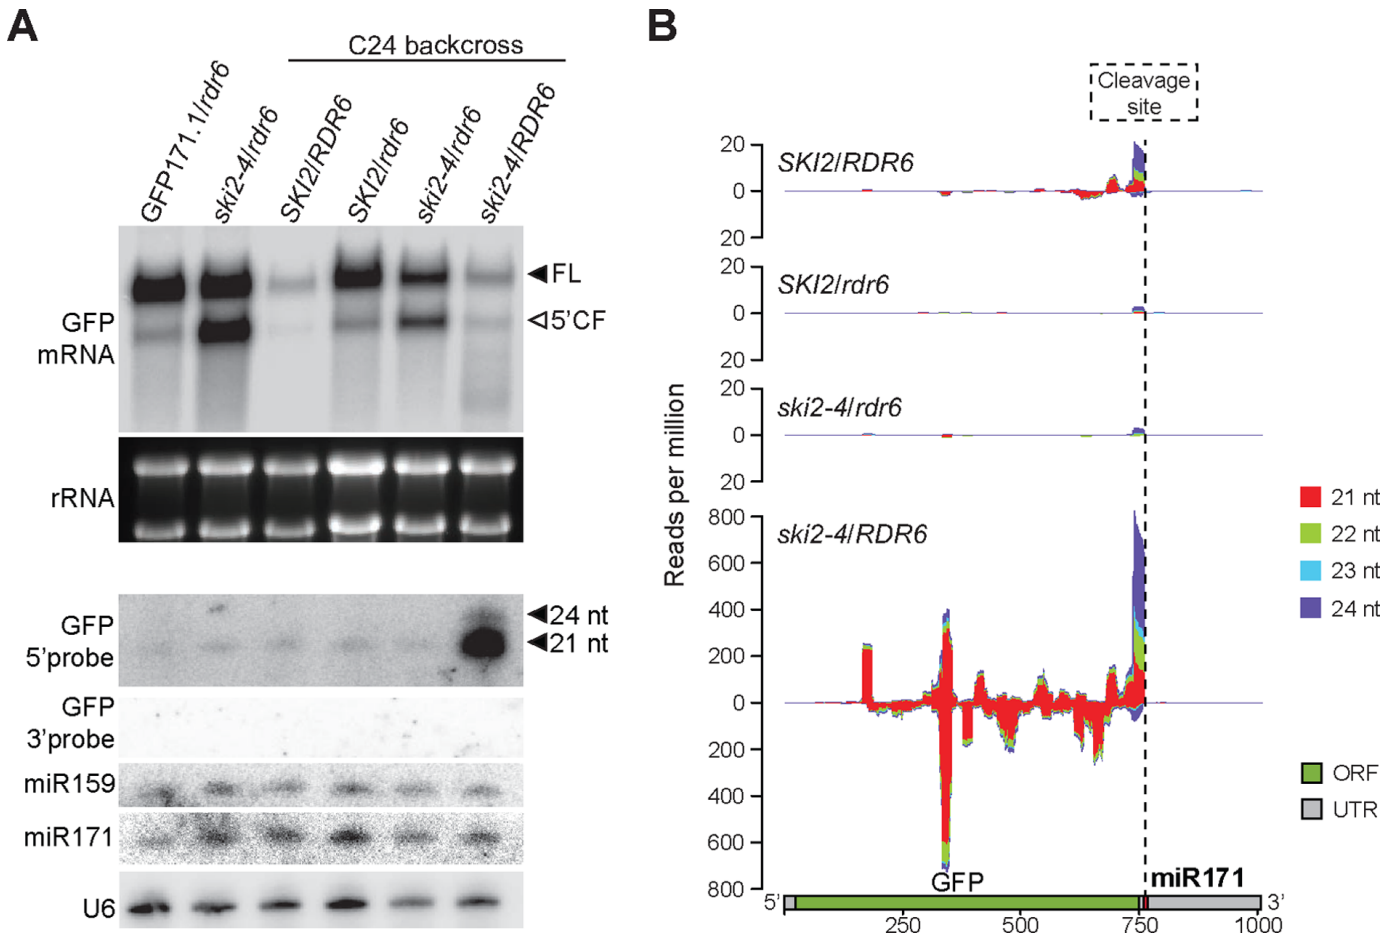 A
C24 backcross
GFP171.1/rdr6
ski2-4/rdr6
SKI2/RDR6
SKI2/rdr6
ski2-4/rdr6
ski2-4/RDR6
GFP
mRNA
FL
5'CF
rRNA
GFP
5'probe
24 nt
21 nt
GFP
3'probe
miR159
miR171
U6
B
Cleavage
site
Reads per million
SKI2/RDR6
20
0
20
SKI2/rdr6
20
0
20
ski2-4/rdr6
20
0
20
ski2-4/RDR6
800
600
400
200
0
200
400
600
800
21 nt
22 nt
23 nt
24 nt
ORF
UTR
GFP
miR171
5'
3'
250
500
750
1000